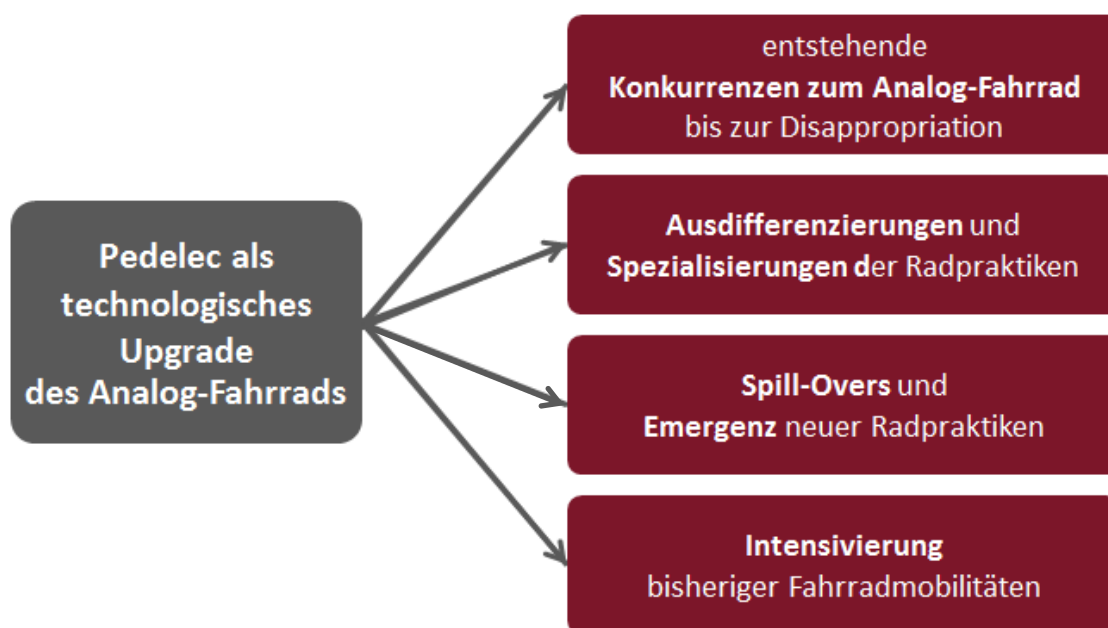 Pedelec als
technologisches
Upgrade
des Analog-Fahrrads
entstehende
Konkurrenzen zum Analog-Fahrrad
bis zur Disappropriation
Ausdifferenzierungen und
Spezialisierungen der Radpraktiken
Spill-Overs und
Emergenz neuer Radpraktiken
Intensivierung
bisheriger Fahrradmobilitäten